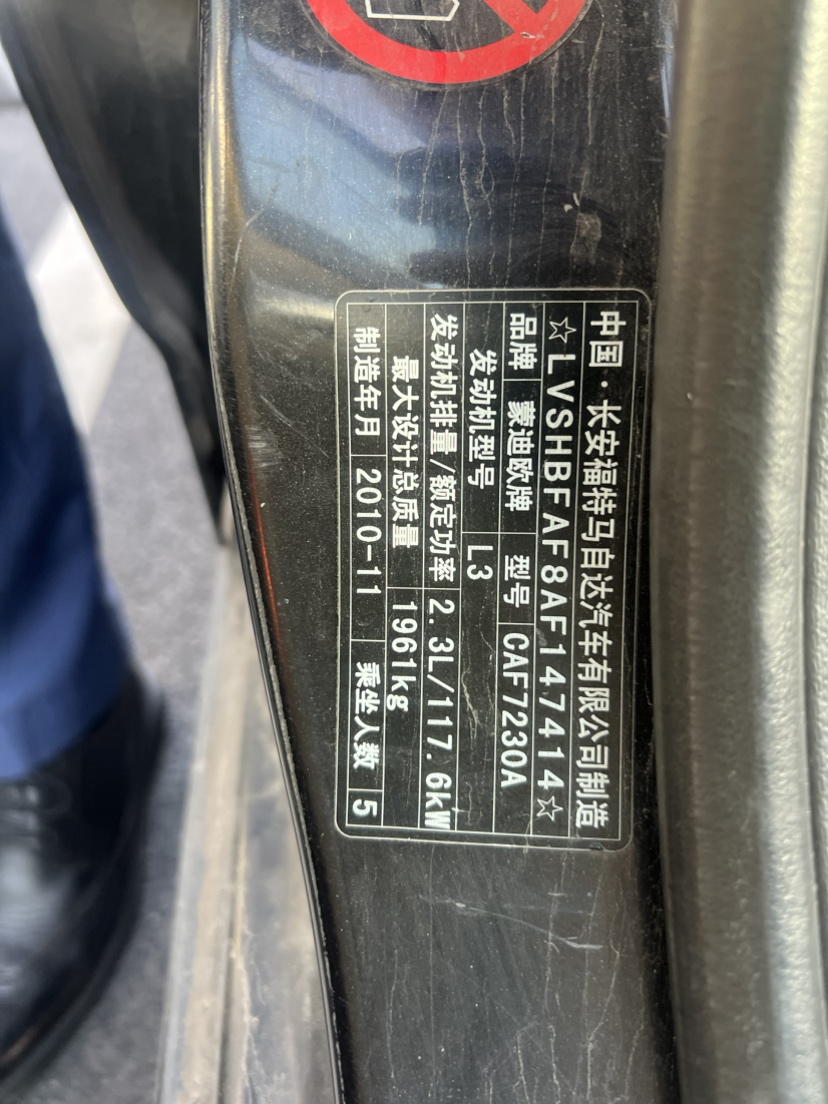 中国·长安福特马自达汽车有限公司制造
☆LVSHBFAF8AF147414☆
品牌 蒙迪欧牌 型号 CAF7230A
发动机型号 L3
发动机排量/额定功率 2.3L/117.6kW
最大设计总质量 1961kg
制造年月 2010-11 乘坐人数 5